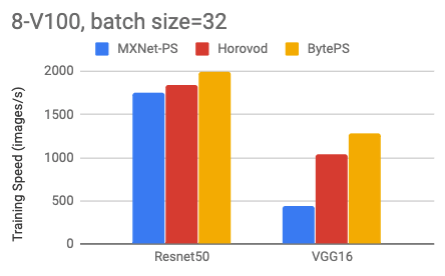 8-V100, batch size=32
MXNet-PS Horovod BytePS
Training Speed (images/s)
2000
1500
1000
500
0
Resnet50 VGG16